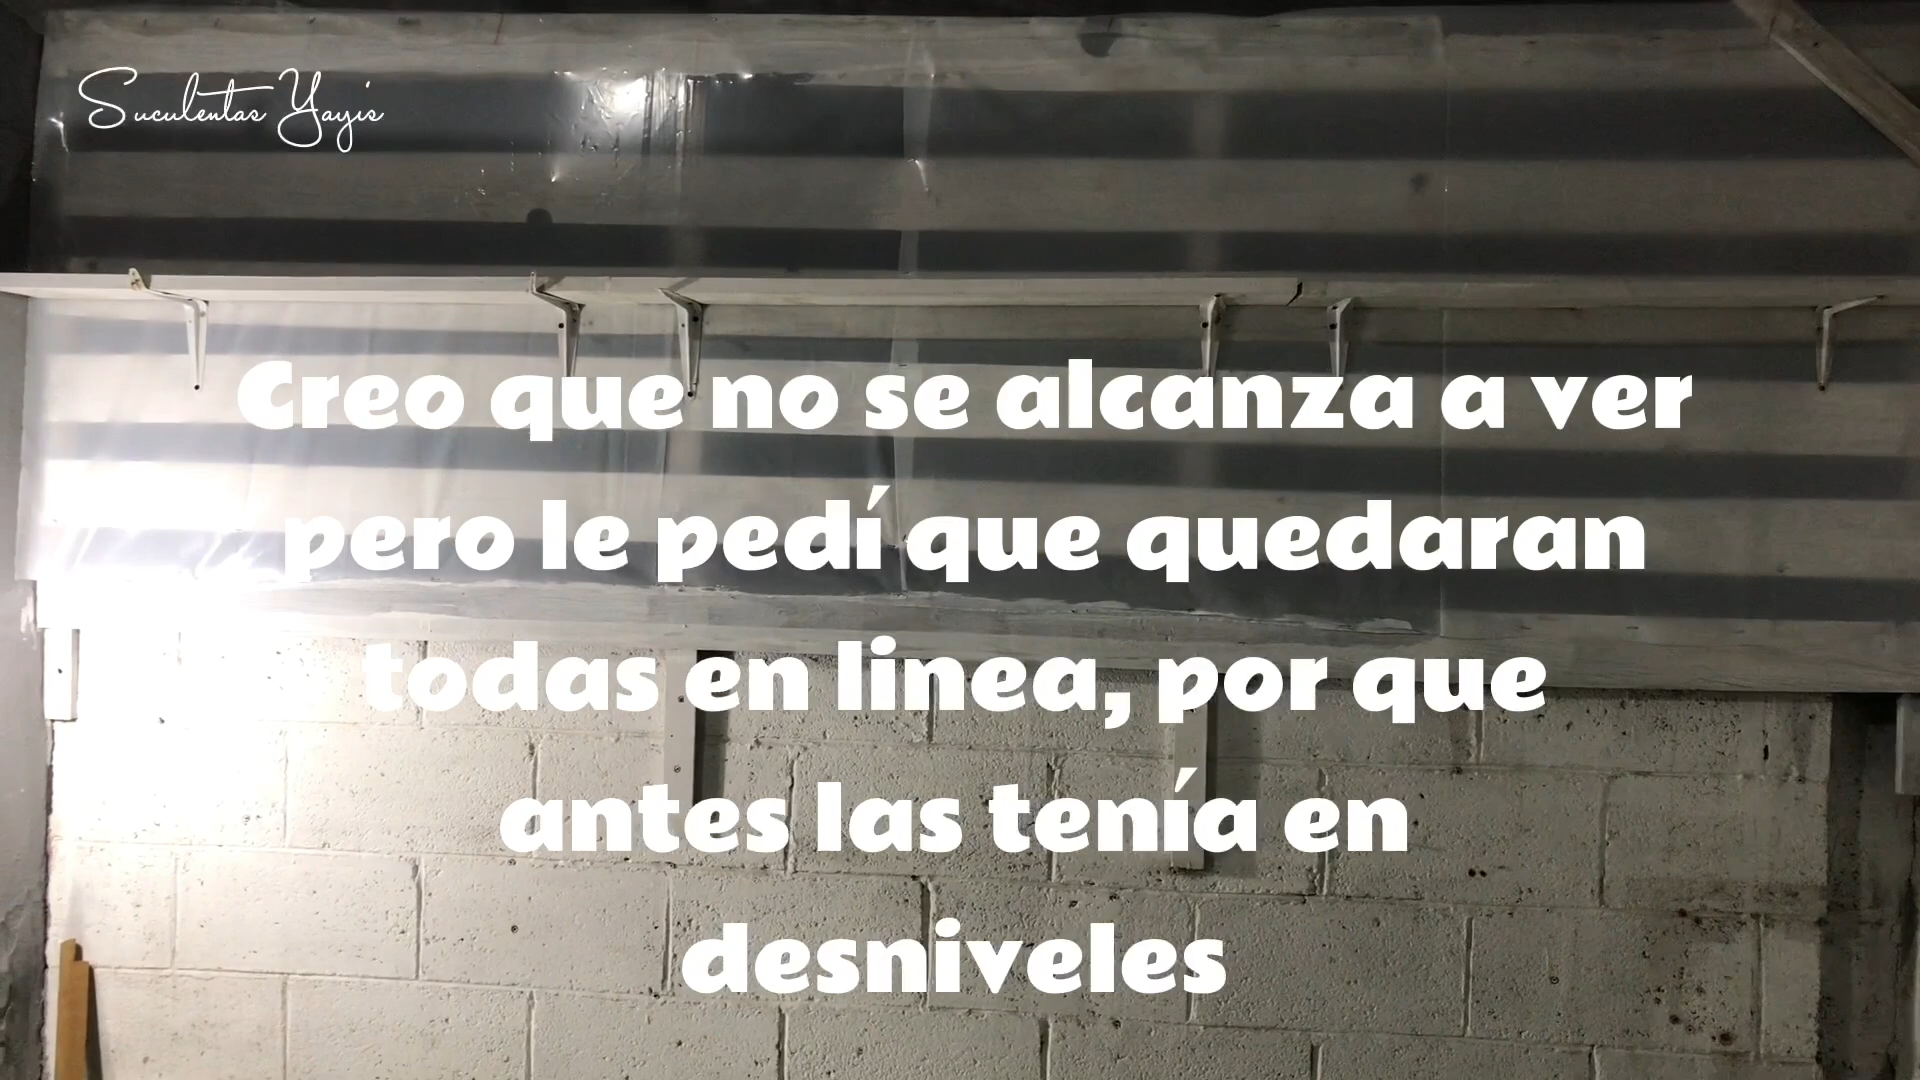 Suculentas Yayis
Creo que no se alcanza a ver
pero le pedí que quedaran
todas en linea, por que
antes las tenía en
desniveles